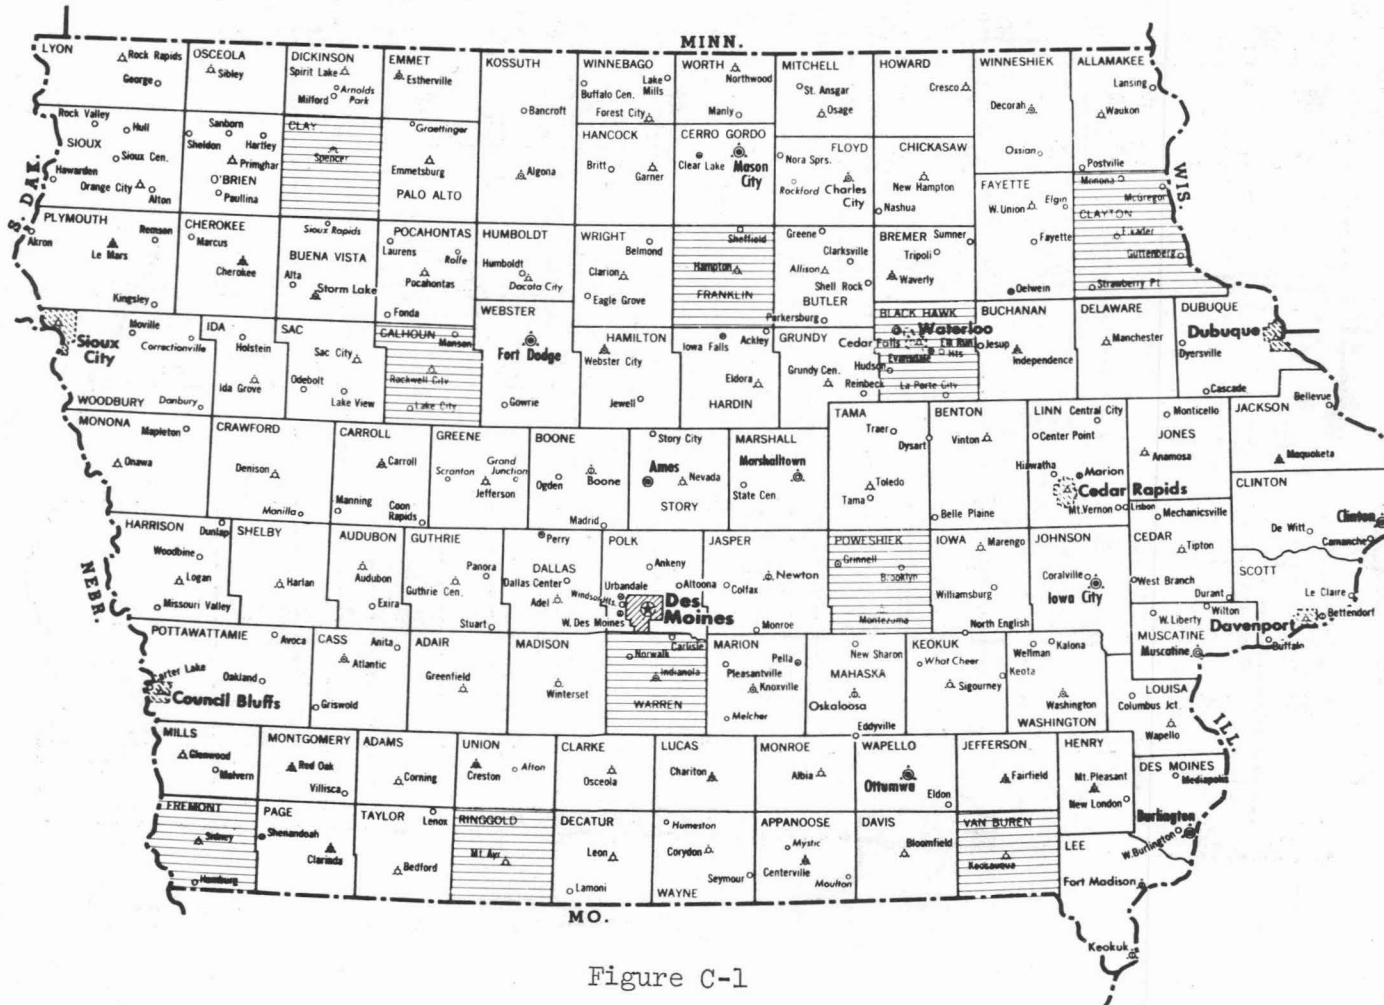 MINN.
LYON
Rock Rapids
George
OSCEOLA
Sibley
DICKINSON
Spirit Lake
Arnolds
Park
Milford
EMMET
Estherville
KOSSUTH
Bancroft
Algona
WINNEBAGO
Lake
Mills
Buffalo Cen.
Forest City
WORTH
Northwood
Manly
MITCHELL
St. Ansgar
Osage
HOWARD
Cresco
WINNESHIEK
Decorah
Ossian
ALLAMAKEE
Lansing
Waukon
Postville
S. DAK.
WIS.
Rock Valley
Hull
SIOUX
Sioux Cen.
Hawarden
Orange City
Alton
Sanborn
Sheldon
Hartley
Primghar
O'BRIEN
Paullina
CLAY
Spencer
Graettinger
Emmetsburg
PALO ALTO
HANCOCK
Britt
Garner
CERRO GORDO
Clear Lake
Mason
City
FLOYD
Nora Sprs.
Rockford
Charles
City
CHICKASAW
New Hampton
Nashua
FAYETTE
W. Union
Elgin
Fayette
Oelwein
Monona
McGregor
CLAYTON
Elkader
Guttenberg
Strawberry Pt
PLYMOUTH
Akron
Remsen
Le Mars
Kingsley
CHEROKEE
Marcus
Cherokee
Sioux Rapids
BUENA VISTA
Alta
Storm Lake
POCAHONTAS
Laurens
Rolfe
Pocahontas
Fonda
HUMBOLDT
Humboldt
Dacota City
WRIGHT
Belmond
Clarion
Eagle Grove
Sheffield
Hampton
FRANKLIN
Greene
Clarksville
Allison
Shell Rock
BUTLER
Parkersburg
BREMER
Sumner
Tripoli
Waverly
Sioux
City
Moville
Correctionville
WOODBURY
Danbury
IDA
Holstein
Ida Grove
SAC
Sac City
Odebolt
Lake View
CALHOUN
Manson
Rockwell City
Lake City
WEBSTER
Fort Dodge
Gowrie
HAMILTON
Webster City
Jewell
Iowa Falls
Ackley
Eldora
HARDIN
GRUNDY
Grundy Cen.
Reinbeck
BLACK HAWK
Waterloo
Cedar Falls
Elk Run
Hts
Evansdale
Hudson
La Porte City
BUCHANAN
Jesup
Independence
DELAWARE
Manchester
DUBUQUE
Dubuque
Dyersville
Cascade
MONONA
Mapleton
Onawa
CRAWFORD
Denison
Manilla
CARROLL
Carroll
Manning
Coon
Rapids
GREENE
Scranton
Grand
Junction
Jefferson
BOONE
Ogden
Boone
Madrid
Story City
Ames
Nevada
STORY
MARSHALL
Marshalltown
State Cen.
TAMA
Traer
Toledo
Tama
BENTON
Dysart
Vinton
Belle Plaine
LINN
Central City
Center Point
Hiawatha
Marion
Cedar Rapids
Mt. Vernon
Lisbon
Monticello
JONES
Anamosa
JACKSON
Bellevue
Maquoketa
CLINTON
Clinton
De Witt
Camanche
NEBR.
HARRISON
Dunlap
Woodbine
Logan
Missouri Valley
SHELBY
Harlan
AUDUBON
Audubon
Exira
GUTHRIE
Panora
Guthrie Cen.
Stuart
Perry
DALLAS
Dallas Center
Adel
POLK
Ankeny
Urbandale
Altoona
Windsor Hts.
W. Des Moines
Des
Moines
JASPER
Newton
Colfax
Monroe
POWESHIEK
Grinnell
Brooklyn
Montezuma
IOWA
Marengo
Williamsburg
North English
JOHNSON
Coralville
Iowa City
CEDAR
Mechanicsville
Tipton
West Branch
Durant
SCOTT
Le Claire
Bettendorf
Davenport
Buffalo
W. Liberty
Wilton
MUSCATINE
Muscatine
POTTAWATTAMIE
Carter Lake
Avoca
Oakland
Council Bluffs
CASS
Anita
Atlantic
Griswold
ADAIR
Greenfield
MADISON
Winterset
Carlisle
Norwalk
Indianola
WARREN
MARION
Pella
Pleasantville
Knoxville
Melcher
New Sharon
MAHASKA
Oskaloosa
Eddyville
KEOKUK
What Cheer
Sigourney
Keota
Wellman
Kalona
Washington
WASHINGTON
LOUISA
Columbus Jct
Wapello
ILL.
MILLS
Glenwood
Malvern
MONTGOMERY
Red Oak
Villisca
ADAMS
Corning
UNION
Creston
Afton
CLARKE
Osceola
LUCAS
Chariton
MONROE
Albia
WAPELLO
Ottumwa
Eldon
JEFFERSON
Fairfield
HENRY
Mt. Pleasant
New London
DES MOINES
Mediapolis
Burlington
W. Burlington
FREMONT
Sidney
Hamburg
PAGE
Shenandoah
Clarinda
TAYLOR
Lenox
Bedford
RINGGOLD
Mt. Ayr
DECATUR
Leon
Lamoni
Humeston
Corydon
Seymour
WAYNE
APPANOOSE
Mystic
Centerville
Moulton
DAVIS
Bloomfield
VAN BUREN
Keosauqua
LEE
Fort Madison
Keokuk
MO.
Figure C-1